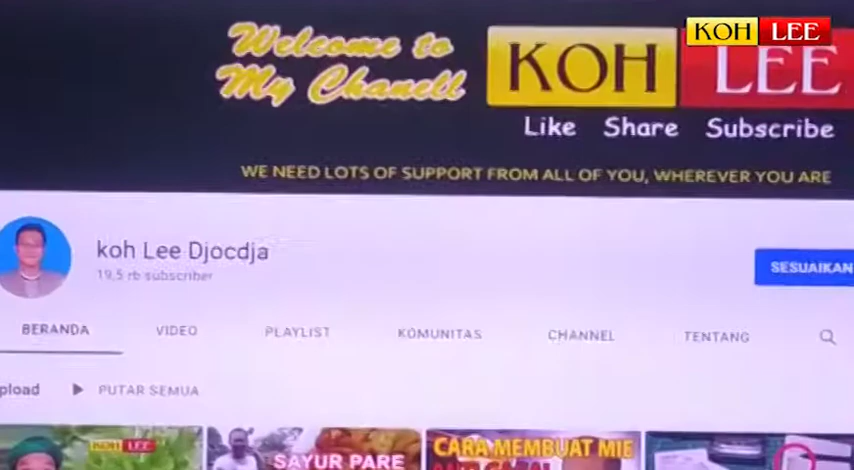 KOH LEE
Welcome to
My Chanell
KOH LEE
Like Share Subscribe
WE NEED LOTS OF SUPPORT FROM ALL OF YOU, WHEREVER YOU ARE
koh Lee Djocdja
19,5 rb subscriber
SESUAIKAN
BERANDA VIDEO PLAYLIST KOMUNITAS CHANNEL TENTANG
pload PUTAR SEMUA
KOH LEE
SAYUR PARE
CARA MEMBUAT MIE